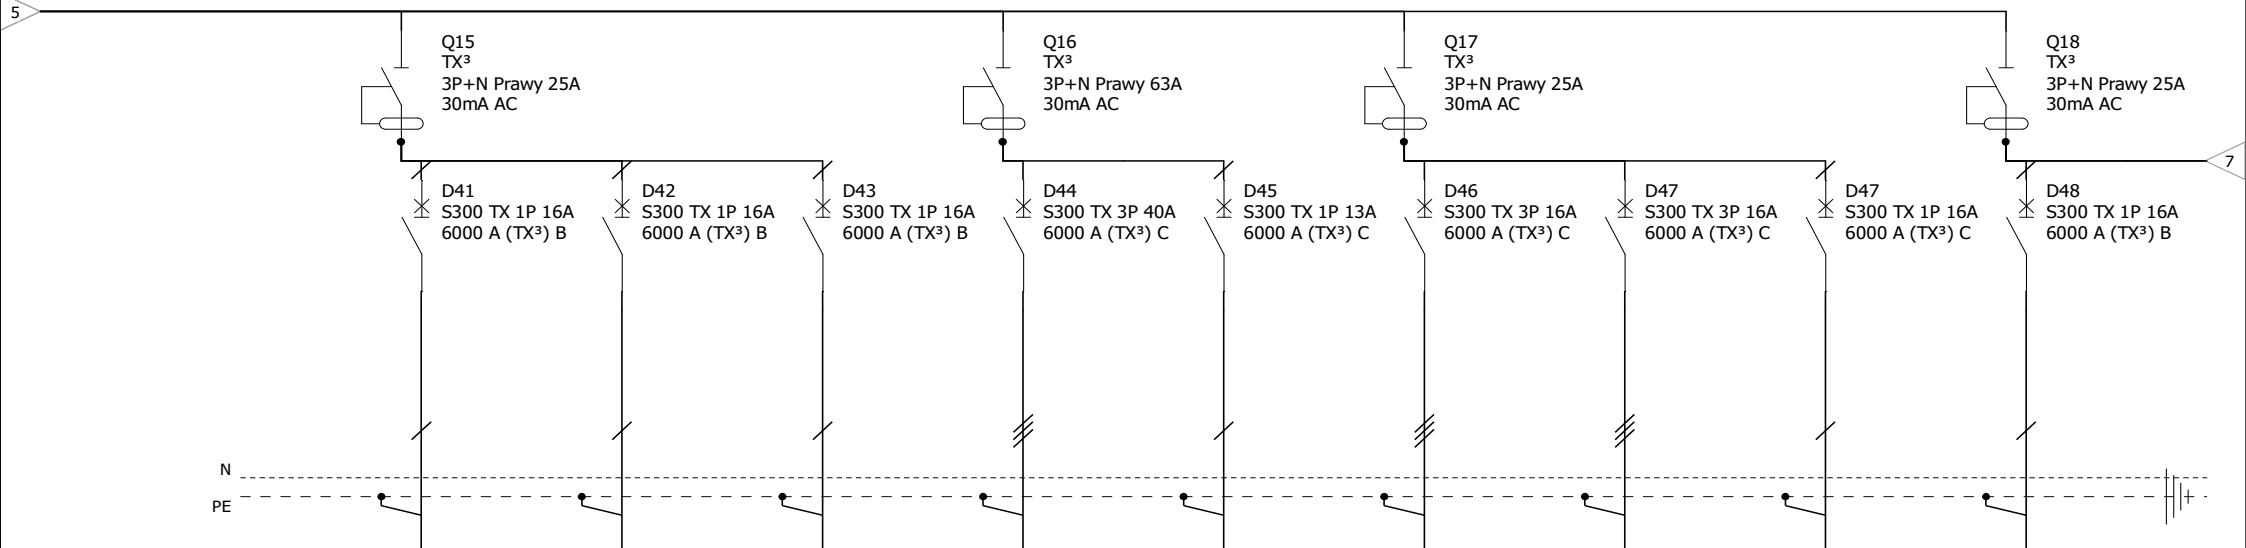 5
Q15
TX³
3P+N Prawy 25A
30mA AC
Q16
TX³
3P+N Prawy 63A
30mA AC
Q17
TX³
3P+N Prawy 25A
30mA AC
Q18
TX³
3P+N Prawy 25A
30mA AC
7
D41
S300 TX 1P 16A
6000 A (TX³) B
D42
S300 TX 1P 16A
6000 A (TX³) B
D43
S300 TX 1P 16A
6000 A (TX³) B
D44
S300 TX 3P 40A
6000 A (TX³) C
D45
S300 TX 1P 13A
6000 A (TX³) C
D46
S300 TX 3P 16A
6000 A (TX³) C
D47
S300 TX 3P 16A
6000 A (TX³) C
D47
S300 TX 1P 16A
6000 A (TX³) C
D48
S300 TX 1P 16A
6000 A (TX³) B
N
PE